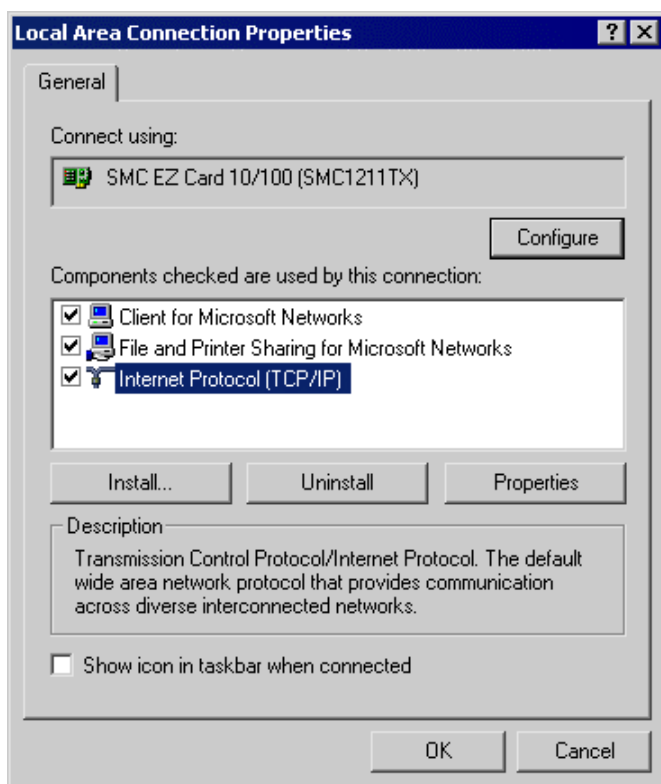 Local Area Connection Properties
General
Connect using:
SMC EZ Card 10/100 (SMC1211TX)
Configure
Components checked are used by this connection:
Client for Microsoft Networks
File and Printer Sharing for Microsoft Networks
Internet Protocol (TCP/IP)
Install... Uninstall Properties
Description
Transmission Control Protocol/Internet Protocol. The default
wide area network protocol that provides communication
across diverse interconnected networks.
Show icon in taskbar when connected
OK Cancel